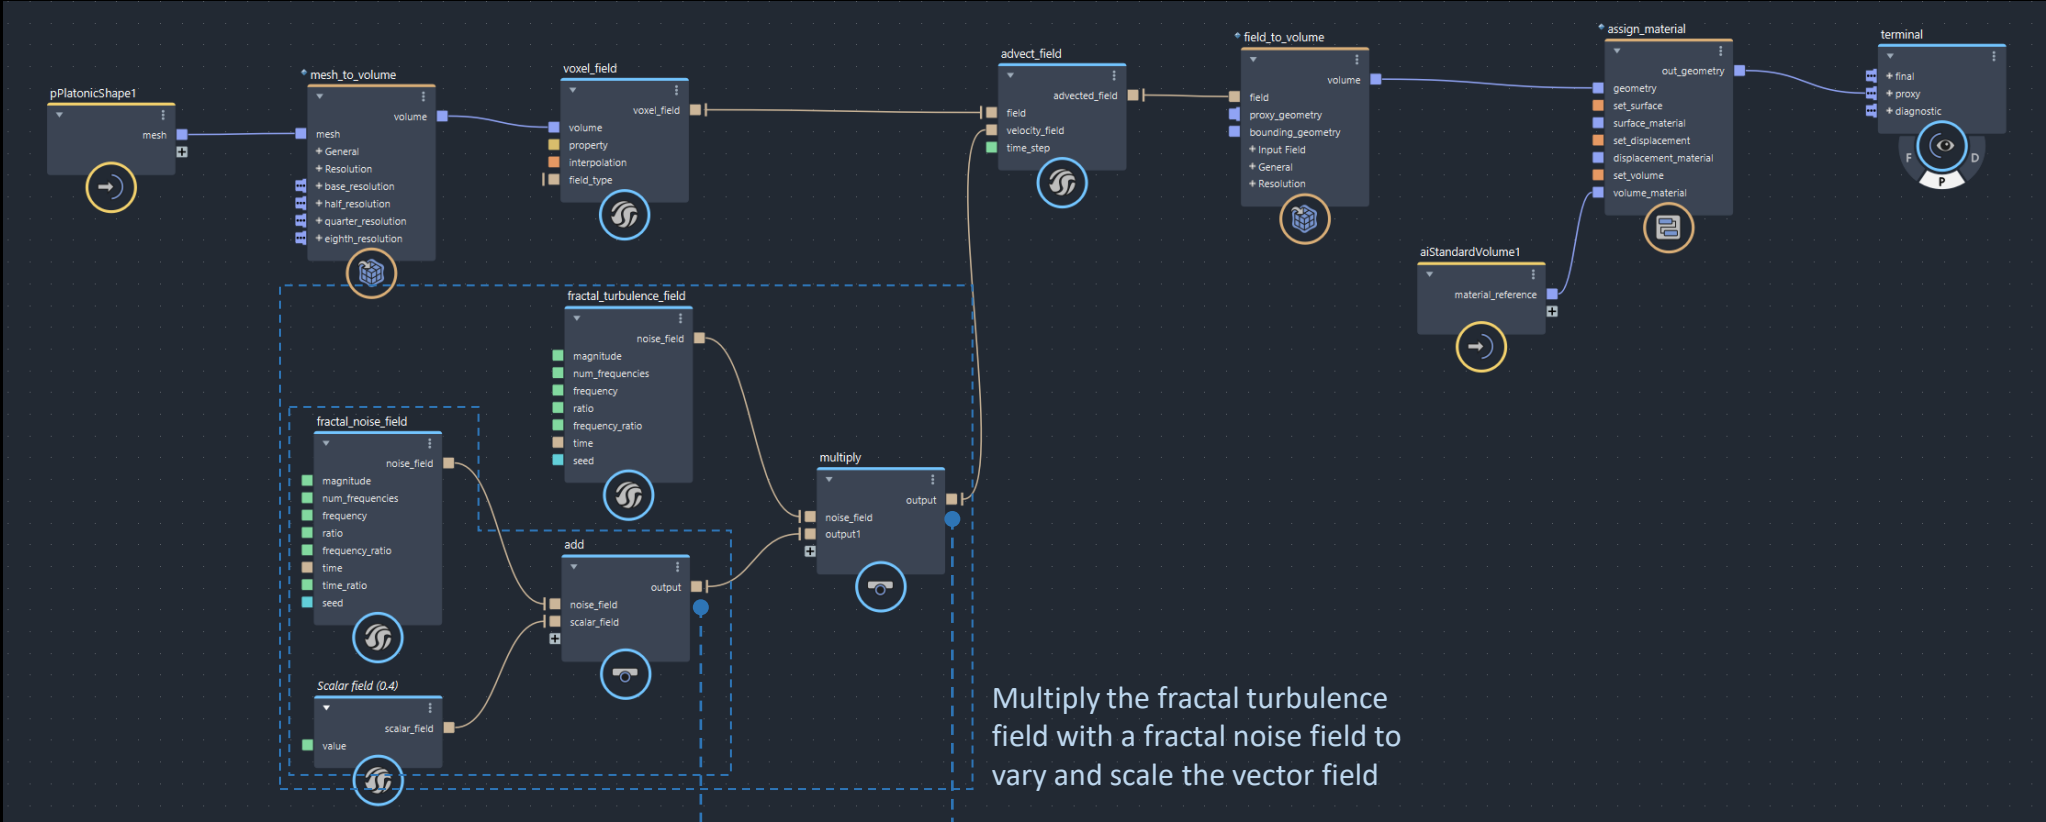 pPlatonicShape1
mesh
mesh_to_volume
volume
mesh
General
Resolution
base_resolution
half_resolution
quarter_resolution
eighth_resolution
voxel_field
voxel_field
volume
property
interpolation
field_type
advect_field
advected_field
field
velocity_field
time_step
field_to_volume
volume
field
proxy_geometry
bounding_geometry
Input Field
General
Resolution
assign_material
out_geometry
geometry
set_surface
surface_material
set_displacement
displacement_material
set_volume
volume_material
terminal
final
proxy
diagnostic
F
D
P
aiStandardVolume1
material_reference
fractal_turbulence_field
noise_field
magnitude
num_frequencies
frequency
ratio
frequency_ratio
time
seed
fractal_noise_field
noise_field
magnitude
num_frequencies
frequency
ratio
frequency_ratio
time
time_ratio
seed
multiply
output
noise_field
output1
add
output
noise_field
scalar_field
Scalar field (0.4)
scalar_field
value
Multiply the fractal turbulence
field with a fractal noise field to
vary and scale the vector field